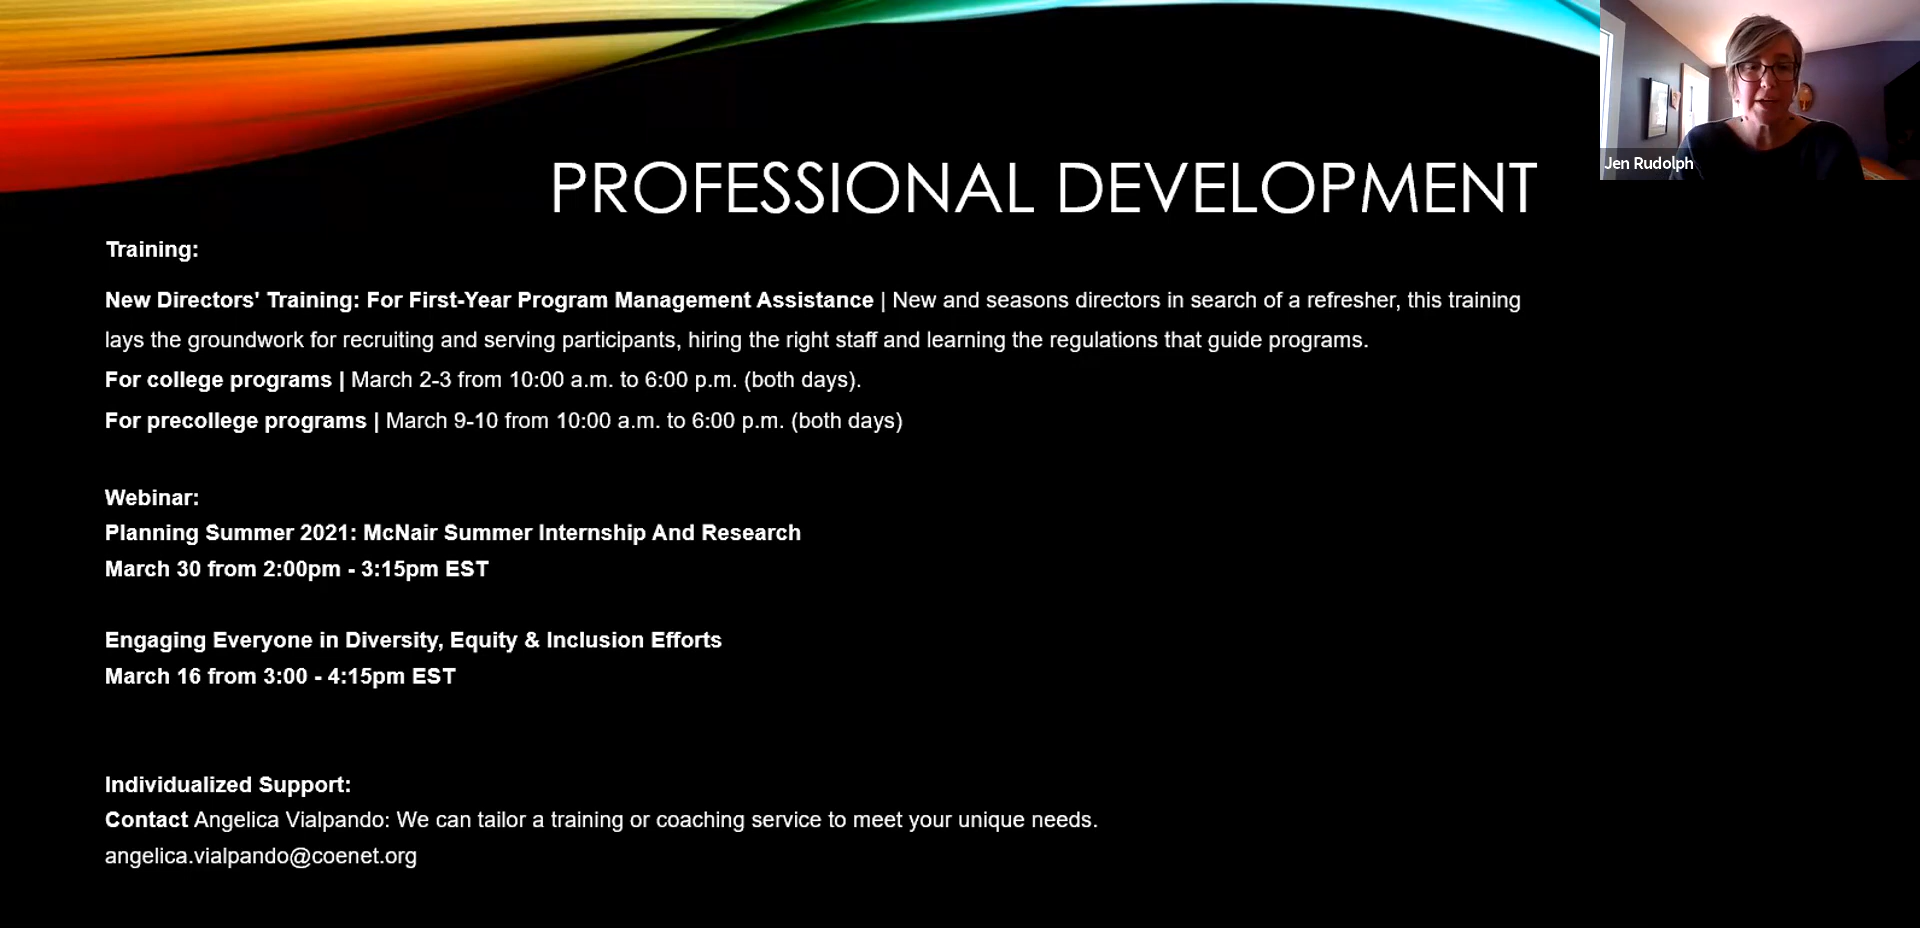 PROFESSIONAL DEVELOPMENT
Jen Rudolph
Training:
New Directors' Training: For First-Year Program Management Assistance | New and seasons directors in search of a refresher, this training
lays the groundwork for recruiting and serving participants, hiring the right staff and learning the regulations that guide programs.
For college programs | March 2-3 from 10:00 a.m. to 6:00 p.m. (both days).
For precollege programs | March 9-10 from 10:00 a.m. to 6:00 p.m. (both days)
Webinar:
Planning Summer 2021: McNair Summer Internship And Research
March 30 from 2:00pm - 3:15pm EST
Engaging Everyone in Diversity, Equity & Inclusion Efforts
March 16 from 3:00 - 4:15pm EST
Individualized Support:
Contact Angelica Vialpando: We can tailor a training or coaching service to meet your unique needs.
angelica.vialpando@coenet.org